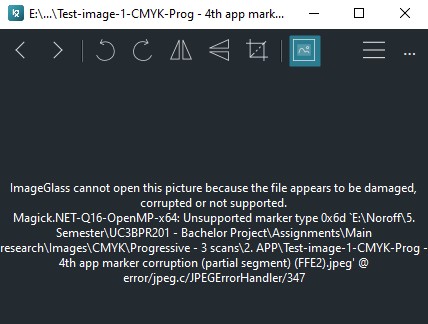 E:\...\Test-image-1-CMYK-Prog - 4th app mark...
ImageGlass cannot open this picture because the file appears to be damaged,
corrupted or not supported.
Magick.NET-Q16-OpenMP-x64: Unsupported marker type 0x6d `E:\Noroff\5.
Semester\UC3BPR201 - Bachelor Project\Assignments\Main
research\Images\CMYK\Progressive - 3 scans\2. APP\Test-image-1-CMYK-Prog -
4th app marker corruption (partial segment) (FFE2).jpeg' @
error/jpeg.c/JPEGErrorHandler/347